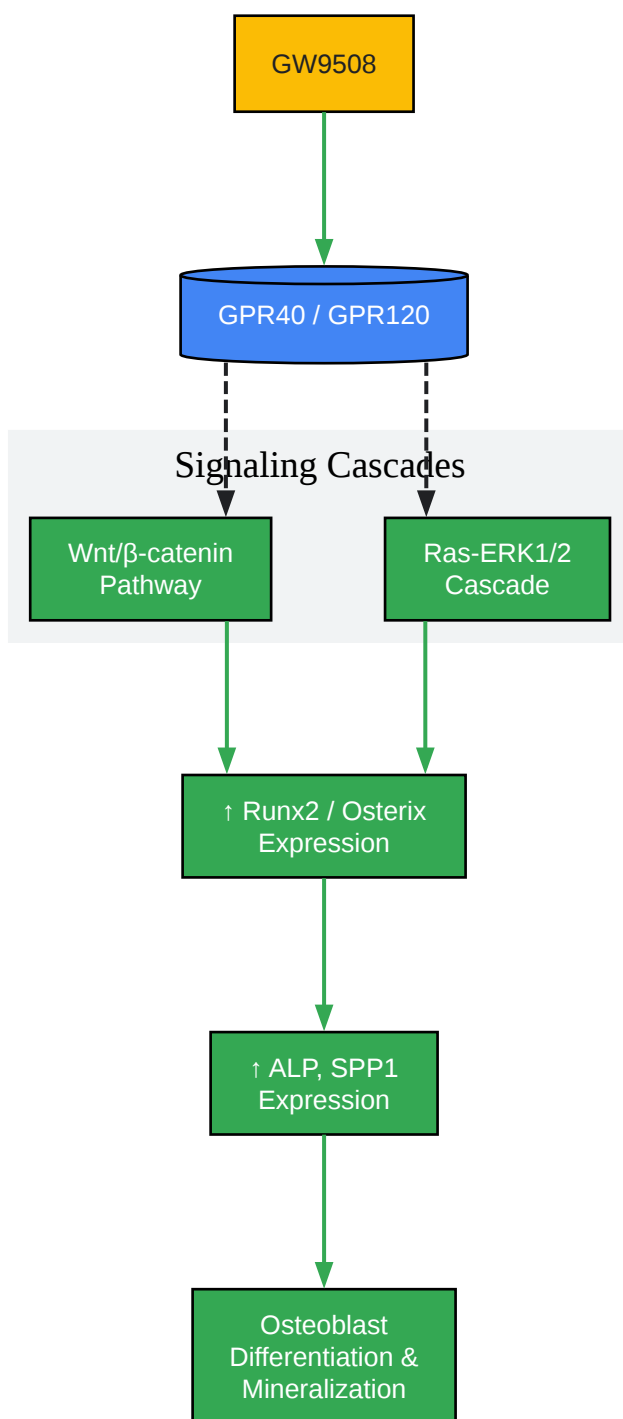 GW9508
GPR40 / GPR120
Signaling Cascades
Wnt/β-catenin
Pathway
Ras-ERK1/2
Cascade
↑ Runx2 / Osterix
Expression
↑ ALP, SPP1
Expression
Osteoblast
Differentiation &
Mineralization